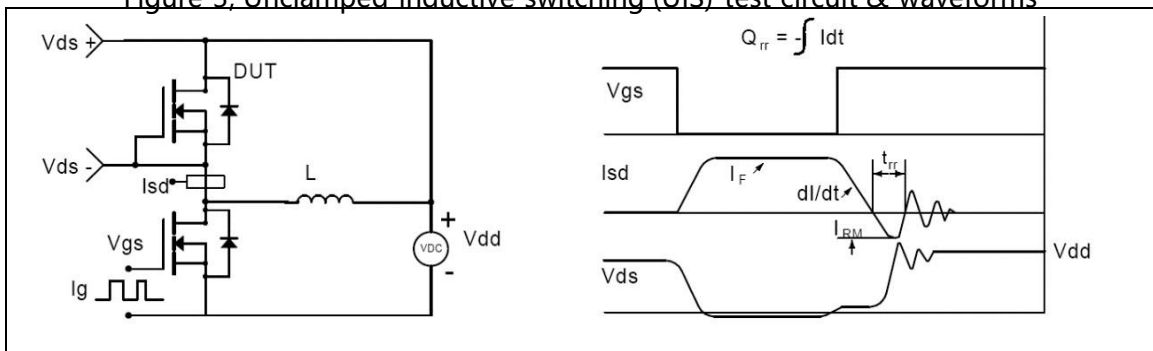 Figure 3, Unclamped inductive switching (UIS) test circuit & waveforms
Vds +
DUT
Vds -
Isd
L
Vgs
Ig
+
VDC
-
Vdd
Qrr = -∫ Idt
Vgs
Isd
IF
dI/dt
trr
IRM
Vdd
Vds